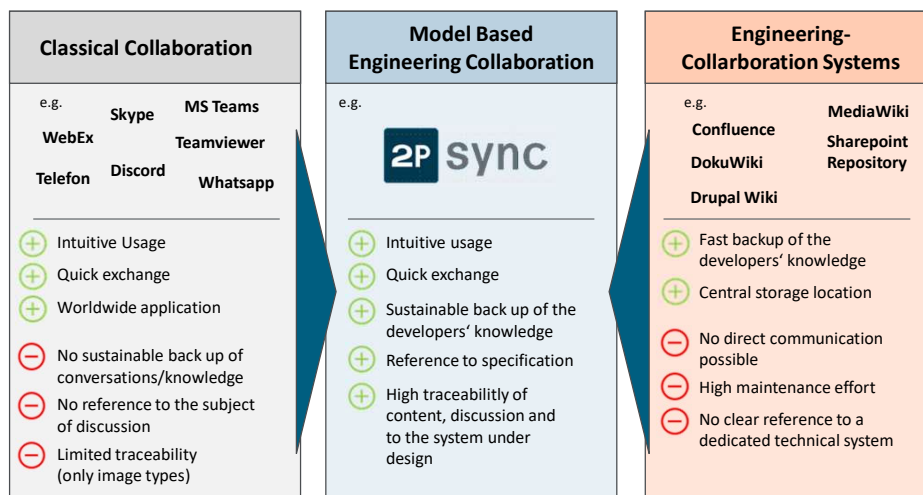 Classical Collaboration
e.g.
Skype
MS Teams
WebEx
Teamviewer
Telefon
Discord
Whatsapp
Intuitive Usage
Quick exchange
Worldwide application
No sustainable back up of
conversations/knowledge
No reference to the subject
of discussion
Limited traceability
(only image types)
Model Based
Engineering Collaboration
e.g.
2P sync
Intuitive usage
Quick exchange
Sustainable back up of the
developers‘ knowledge
Reference to specification
High traceabilitly of
content, discussion and
to the system under
design
Engineering-
Collarboration Systems
e.g.
MediaWiki
Confluence
Sharepoint
Repository
DokuWiki
Drupal Wiki
Fast backup of the
developers‘ knowledge
Central storage location
No direct communication
possible
High maintenance effort
No clear reference to a
dedicated technical system